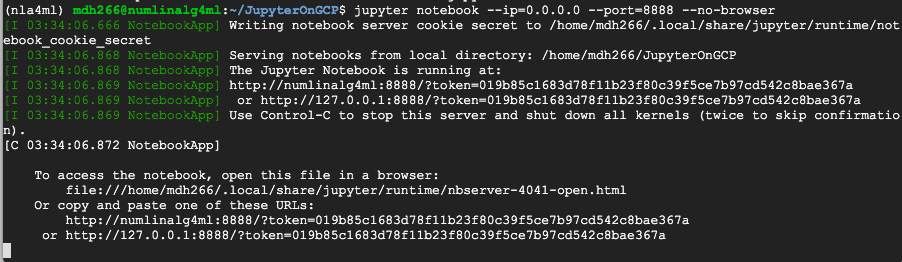 (nla4ml) mdh266@numlinalg4ml:~/JupyterOnGCP$ jupyter notebook --ip=0.0.0.0 --port=8888 --no-browser
[I 03:34:06.666 NotebookApp] Writing notebook server cookie secret to /home/mdh266/.local/share/jupyter/runtime/not
ebook_cookie_secret
[I 03:34:06.868 NotebookApp] Serving notebooks from local directory: /home/mdh266/JupyterOnGCP
[I 03:34:06.868 NotebookApp] The Jupyter Notebook is running at:
[I 03:34:06.869 NotebookApp] http://numlinalg4ml:8888/?token=019b85c1683d78f11b23f80c39f5ce7b97cd542c8bae367a
[I 03:34:06.869 NotebookApp]  or http://127.0.0.1:8888/?token=019b85c1683d78f11b23f80c39f5ce7b97cd542c8bae367a
[I 03:34:06.869 NotebookApp] Use Control-C to stop this server and shut down all kernels (twice to skip confirmatio
n).
[C 03:34:06.872 NotebookApp]
To access the notebook, open this file in a browser:
file:///home/mdh266/.local/share/jupyter/runtime/nbserver-4041-open.html
Or copy and paste one of these URLs:
http://numlinalg4ml:8888/?token=019b85c1683d78f11b23f80c39f5ce7b97cd542c8bae367a
or http://127.0.0.1:8888/?token=019b85c1683d78f11b23f80c39f5ce7b97cd542c8bae367a